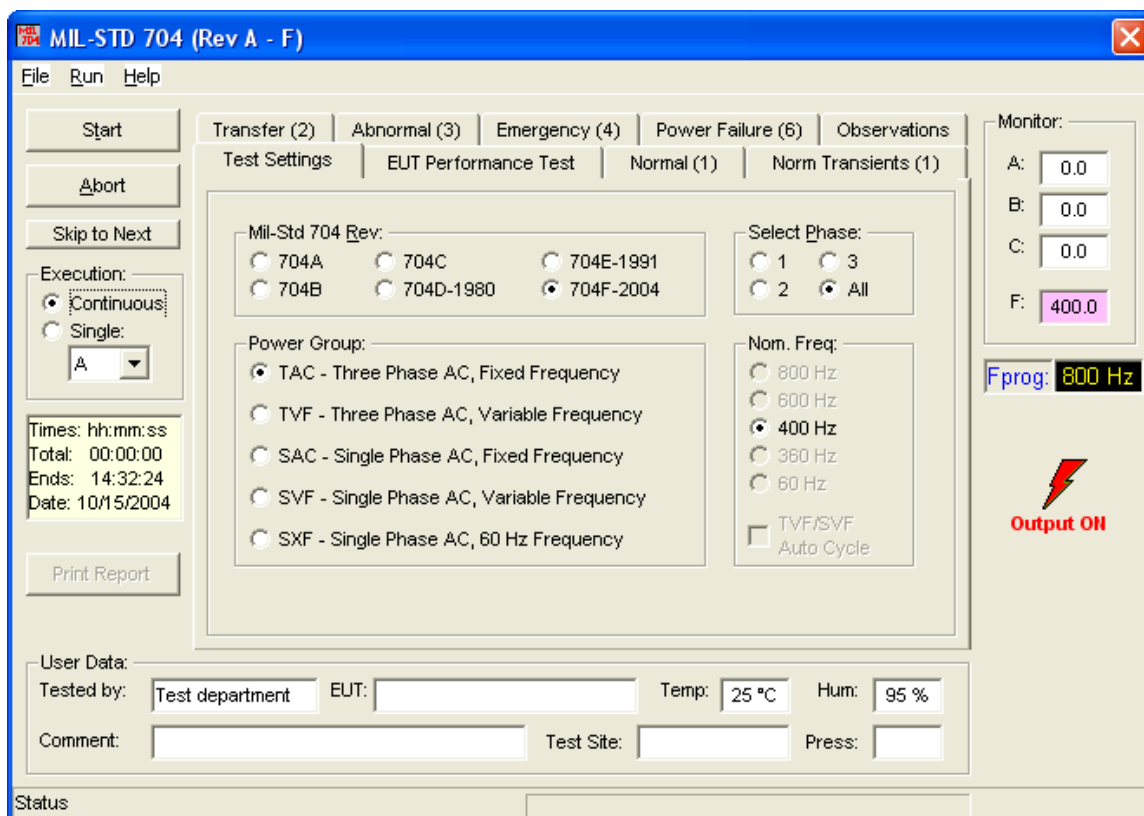 MIL-STD 704 (Rev A - F)
File Run Help
Start
Abort
Skip to Next
Execution:
Continuous
Single:
A
Times: hh:mm:ss
Total: 00:00:00
Ends: 14:32:24
Date: 10/15/2004
Print Report
Transfer (2) Abnormal (3) Emergency (4) Power Failure (6) Observations
Test Settings EUT Performance Test Normal (1) Norm Transients (1)
Mil-Std 704 Rev:
704A 704C 704E-1991
704B 704D-1980 704F-2004
Select Phase:
1 3
2 All
Power Group:
TAC - Three Phase AC, Fixed Frequency
TVF - Three Phase AC, Variable Frequency
SAC - Single Phase AC, Fixed Frequency
SVF - Single Phase AC, Variable Frequency
SXF - Single Phase AC, 60 Hz Frequency
Nom. Freq:
800 Hz
600 Hz
400 Hz
360 Hz
60 Hz
TVF/SVF
Auto Cycle
Monitor:
A: 0.0
B: 0.0
C: 0.0
F: 400.0
Fprog: 800 Hz
Output ON
User Data:
Tested by: Test department EUT: Temp: 25 °C Hum: 95 %
Comment: Test Site: Press:
Status